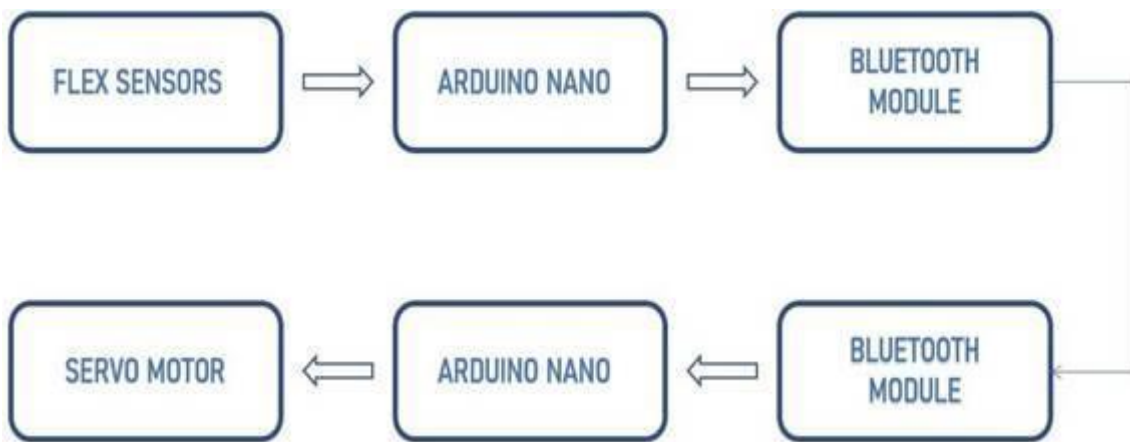 FLEX SENSORS
ARDUINO NANO
BLUETOOTH
MODULE
SERVO MOTOR
ARDUINO NANO
BLUETOOTH
MODULE